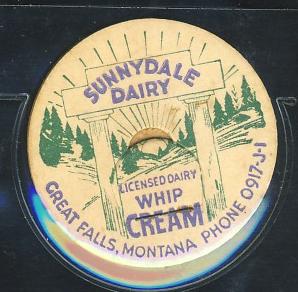 SUNNYDALE
DAIRY
LICENSED DAIRY
WHIP
CREAM
GREAT FALLS, MONTANA PHONE 0917-J-1